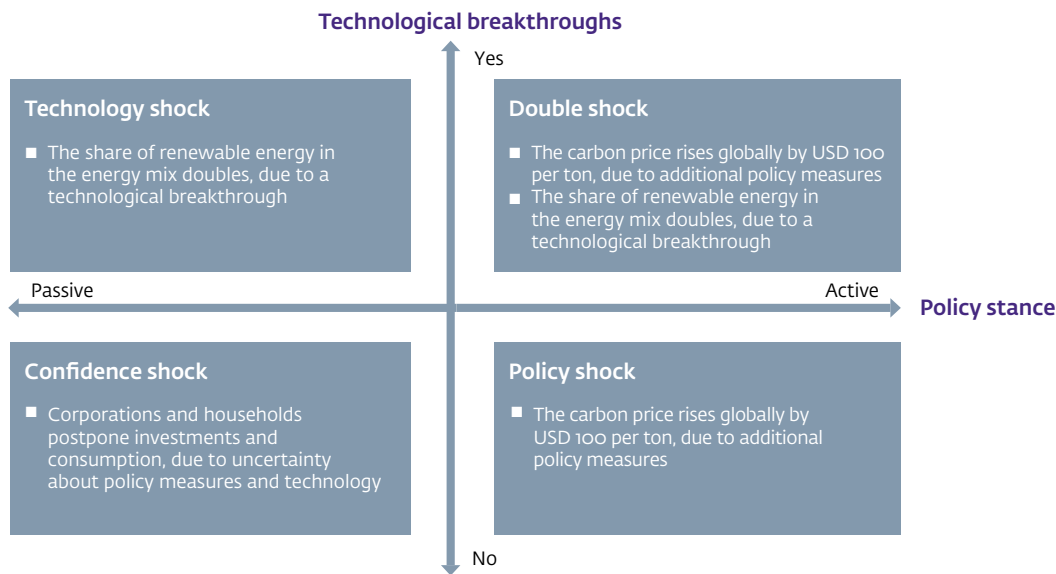 Technological breakthroughs
Yes
Technology shock
The share of renewable energy in
the energy mix doubles, due to a
technological breakthrough
Double shock
The carbon price rises globally by USD 100
per ton, due to additional policy measures
The share of renewable energy in
the energy mix doubles, due to a
technological breakthrough
Passive
Active
Policy stance
Confidence shock
Corporations and households
postpone investments and
consumption, due to uncertainty
about policy measures and technology
Policy shock
The carbon price rises globally by
USD 100 per ton, due to additional
policy measures
No